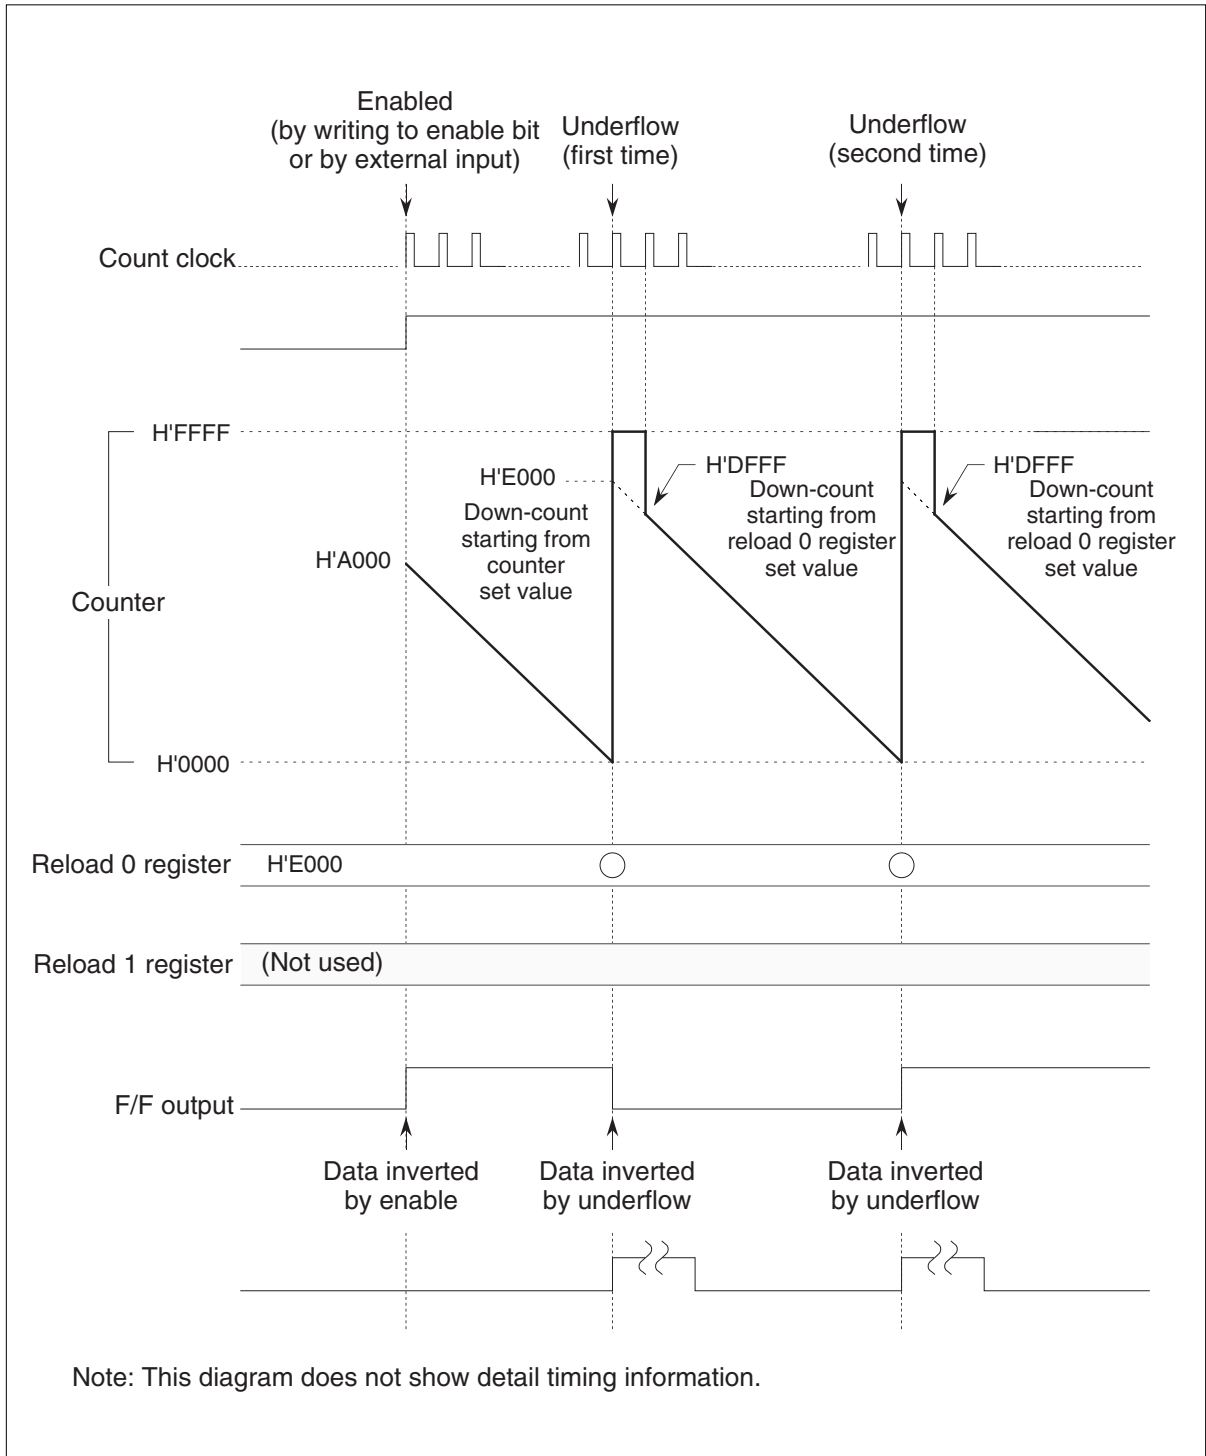 Enabled
(by writing to enable bit
or by external input)
Underflow
(first time)
Underflow
(second time)
Count clock
H'FFFF
H'E000
H'DFFF
H'DFFF
Down-count
starting from
counter
set value
Down-count
starting from
reload 0 register
set value
Down-count
starting from
reload 0 register
set value
H'A000
Counter
H'0000
Reload 0 register
H'E000
Reload 1 register
(Not used)
F/F output
Data inverted
by enable
Data inverted
by underflow
Data inverted
by underflow
Note: This diagram does not show detail timing information.